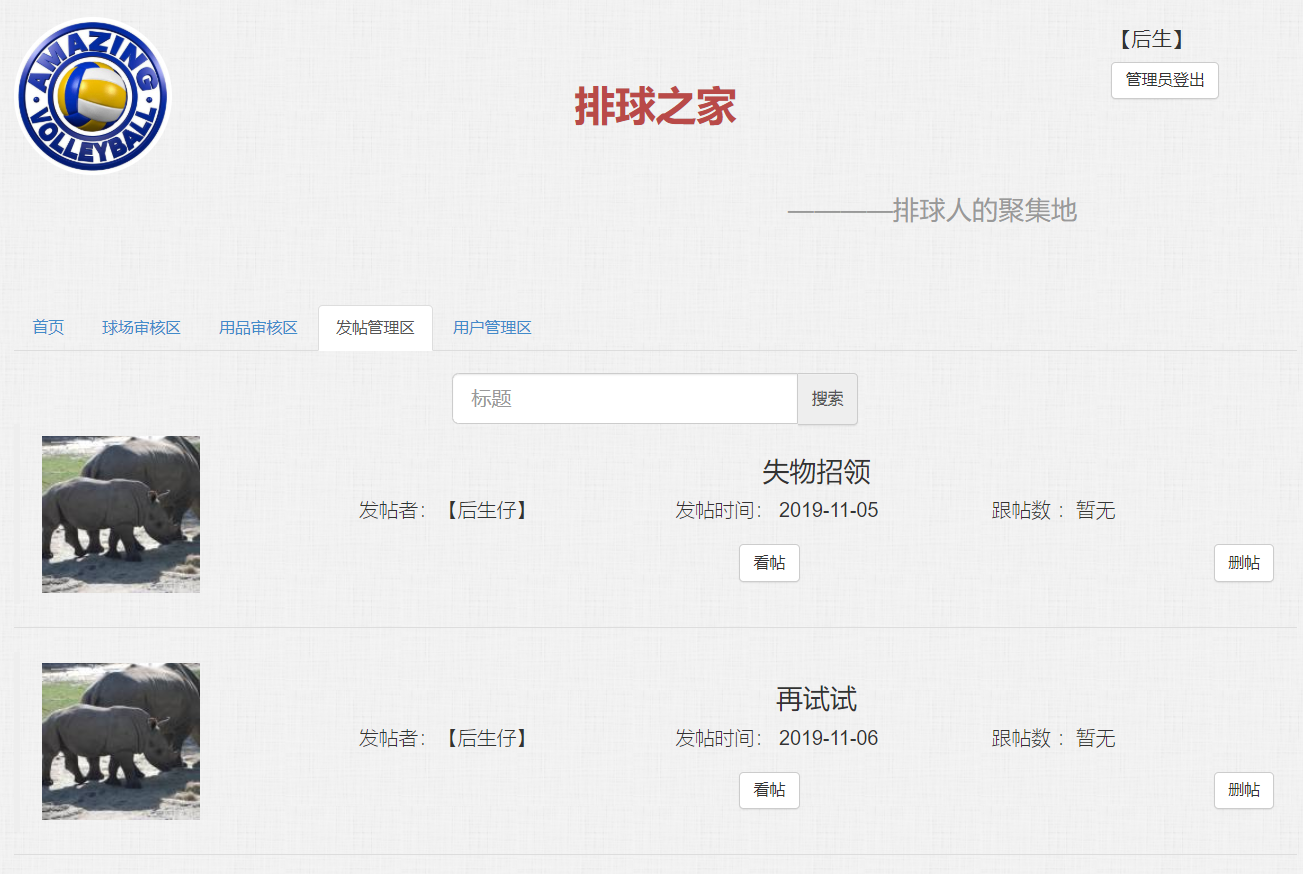 AMAZING
VOLLEYBALL
【后生】
管理员登出
排球之家
————排球人的聚集地
首页 球场审核区 用品审核区 发帖管理区 用户管理区
标题 搜索
失物招领
发帖者： 【后生仔】 发帖时间： 2019-11-05 跟帖数 ： 暂无
看帖 删帖
再试试
发帖者： 【后生仔】 发帖时间： 2019-11-06 跟帖数 ： 暂无
看帖 删帖